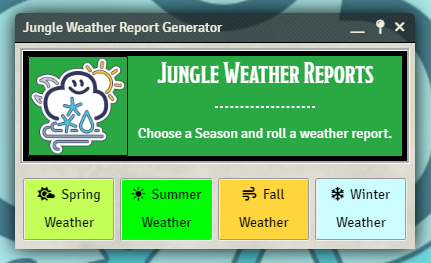 Jungle Weather Report Generator
Jungle Weather Reports
Choose a Season and roll a weather report.
Spring Weather
Summer Weather
Fall Weather
Winter Weather